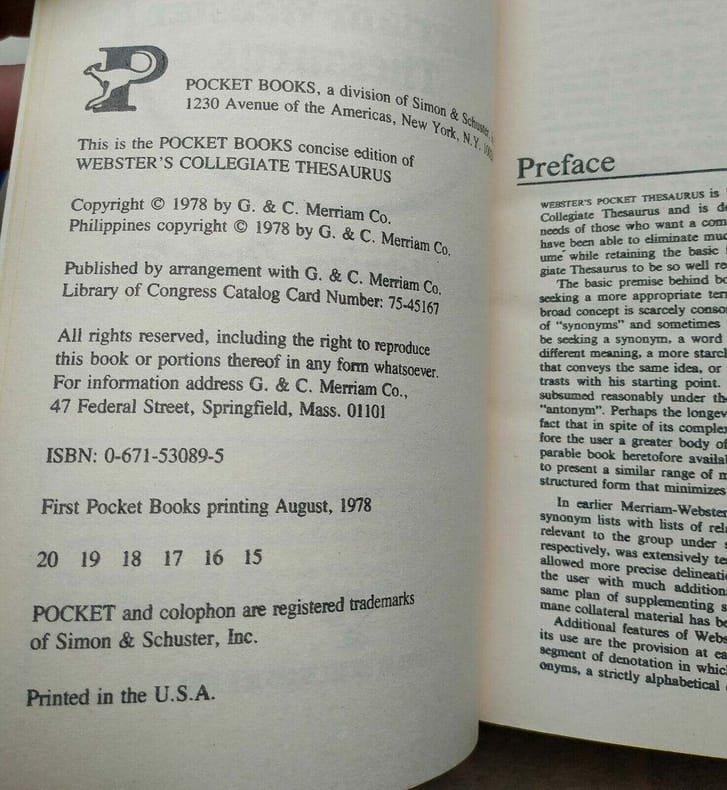 P
POCKET BOOKS, a division of Simon & Schuster,
1230 Avenue of the Americas, New York, N.Y.
This is the POCKET BOOKS concise edition of
WEBSTER'S COLLEGIATE THESAURUS
Copyright © 1978 by G. & C. Merriam Co.
Philippines copyright © 1978 by G. & C. Merriam Co.
Published by arrangement with G. & C. Merriam Co.
Library of Congress Catalog Card Number: 75-45167
All rights reserved, including the right to reproduce
this book or portions thereof in any form whatsoever.
For information address G. & C. Merriam Co.,
47 Federal Street, Springfield, Mass. 01101
ISBN: 0-671-53089-5
First Pocket Books printing August, 1978
20 19 18 17 16 15
POCKET and colophon are registered trademarks
of Simon & Schuster, Inc.
Printed in the U.S.A.
Preface
WEBSTER'S POCKET THESAURUS is
Collegiate Thesaurus and is
needs of those who want a
have been able to eliminate
ume while retaining the basic
giate Thesaurus to be so well
The basic premise behind
seeking a more appropriate
broad concept is scarcely
of "synonyms" and sometimes
be seeking a synonym, a word
different meaning, a more
that conveys the same idea, or
trasts with his starting point.
subsumed reasonably under
"antonym". Perhaps the
fact that in spite of its
fore the user a greater body of
parable book heretofore
to present a similar range of
structured form that minimizes
In earlier Merriam-Webster
synonym lists with lists of
relevant to the group under
respectively, was extensively
allowed more precise
the user with much
same plan of supplementing
mane collateral material has
Additional features of
its use are the provision at
segment of denotation in
onyms, a strictly alphabetical